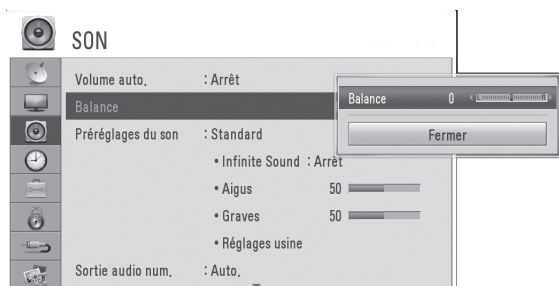 SON
Volume auto. : Arrêt
Balance
Balance 0
Fermer
Préréglages du son : Standard
• Infinite Sound : Arrêt
• Aigus 50
• Graves 50
• Réglages usine
Sortie audio num. : Auto.